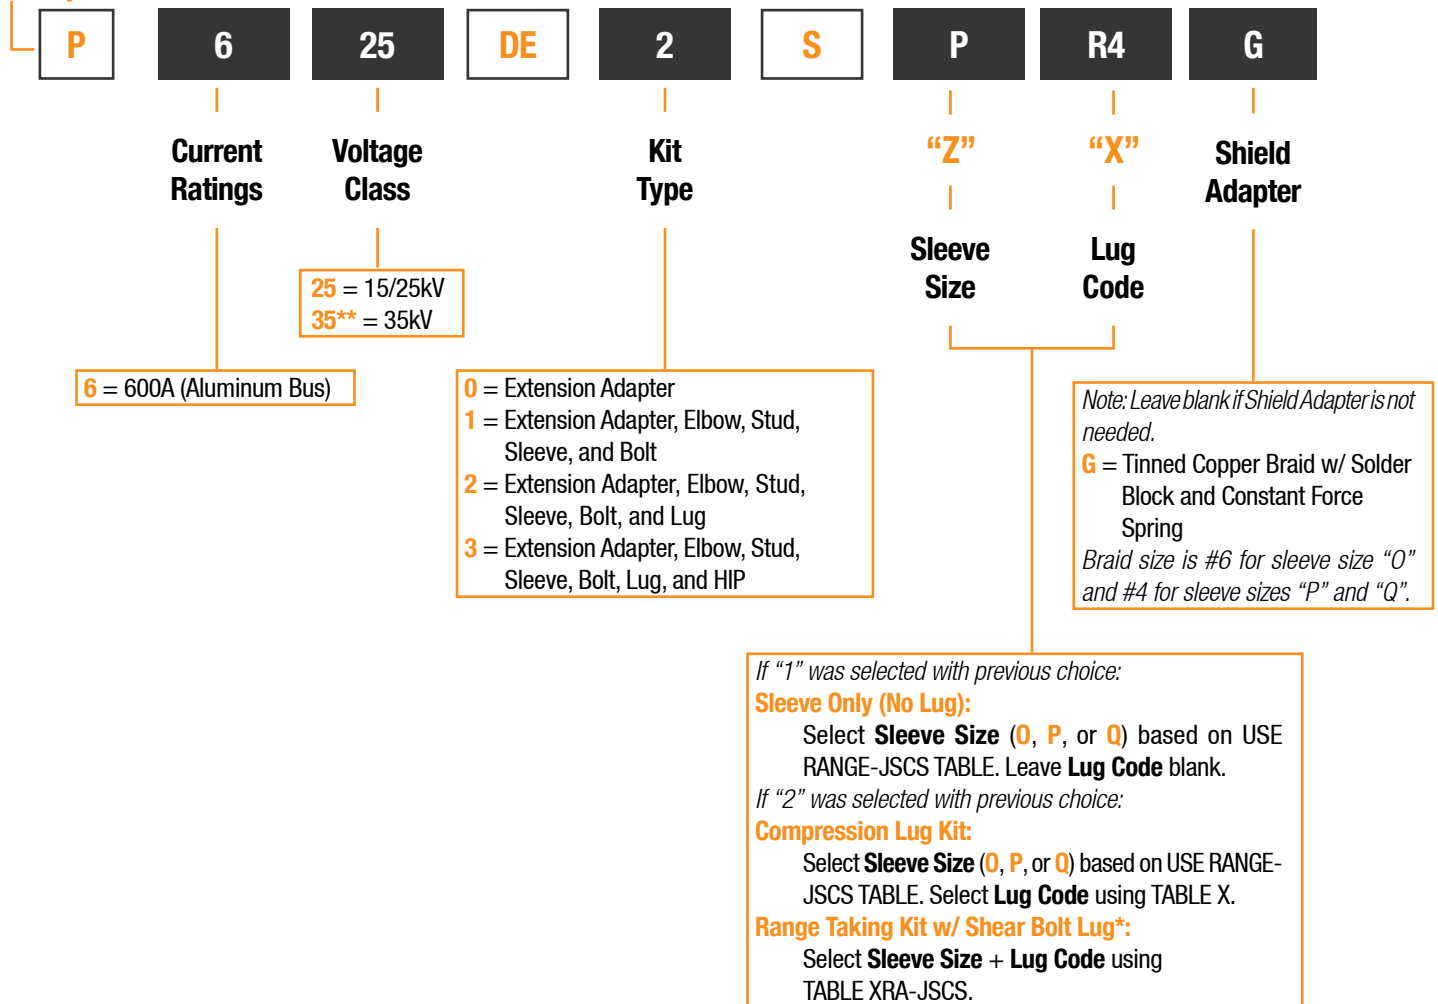 P 6 25 DE 2 S P R4 G
Current
Ratings
Voltage
Class
Kit
Type
“Z”
“X”
Shield
Adapter
Sleeve
Size
Lug
Code
25 = 15/25kV
35** = 35kV
6 = 600A (Aluminum Bus)
0 = Extension Adapter
1 = Extension Adapter, Elbow, Stud,
Sleeve, and Bolt
2 = Extension Adapter, Elbow, Stud,
Sleeve, Bolt, and Lug
3 = Extension Adapter, Elbow, Stud,
Sleeve, Bolt, Lug, and HIP
Note: Leave blank if Shield Adapter is not
needed.
G = Tinned Copper Braid w/ Solder
Block and Constant Force
Spring
Braid size is #6 for sleeve size “O”
and #4 for sleeve sizes “P” and “Q”.
If “1” was selected with previous choice:
Sleeve Only (No Lug):
Select Sleeve Size (O, P, or Q) based on USE
RANGE-JSCS TABLE. Leave Lug Code blank.
If “2” was selected with previous choice:
Compression Lug Kit:
Select Sleeve Size (O, P, or Q) based on USE RANGE-
JSCS TABLE. Select Lug Code using TABLE X.
Range Taking Kit w/ Shear Bolt Lug*:
Select Sleeve Size + Lug Code using
TABLE XRA-JSCS.